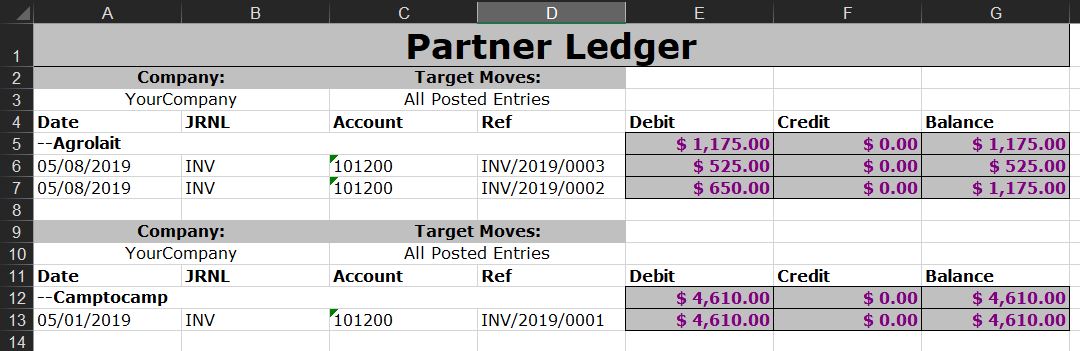 A B C D E F G
1 Partner Ledger
2 Company: Target Moves:
3 YourCompany All Posted Entries
4 Date JRNL Account Ref Debit Credit Balance
5 --Agrolait $ 1,175.00 $ 0.00 $ 1,175.00
6 05/08/2019 INV 101200 INV/2019/0003 $ 525.00 $ 0.00 $ 525.00
7 05/08/2019 INV 101200 INV/2019/0002 $ 650.00 $ 0.00 $ 1,175.00
8
9 Company: Target Moves:
10 YourCompany All Posted Entries
11 Date JRNL Account Ref Debit Credit Balance
12 --Camptocamp $ 4,610.00 $ 0.00 $ 4,610.00
13 05/01/2019 INV 101200 INV/2019/0001 $ 4,610.00 $ 0.00 $ 4,610.00
14